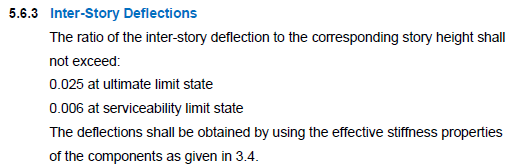 5.6.3 Inter-Story Deflections
The ratio of the inter-story deflection to the corresponding story height shall
not exceed:
0.025 at ultimate limit state
0.006 at serviceability limit state
The deflections shall be obtained by using the effective stiffness properties
of the components as given in 3.4.